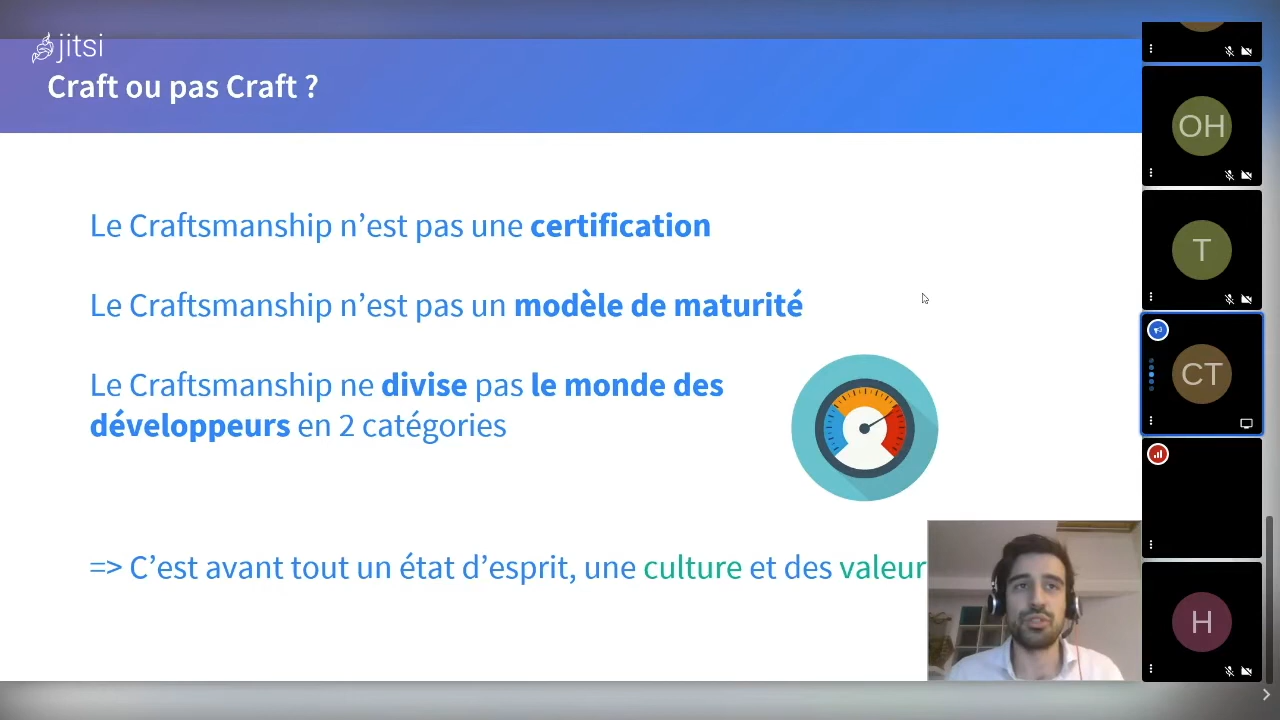 jitsi
Craft ou pas Craft ?
Le Craftsmanship n’est pas une certification
Le Craftsmanship n’est pas un modèle de maturité
Le Craftsmanship ne divise pas le monde des
développeurs en 2 catégories
=> C’est avant tout un état d’esprit, une culture et des valeur
OH
T
CT
H